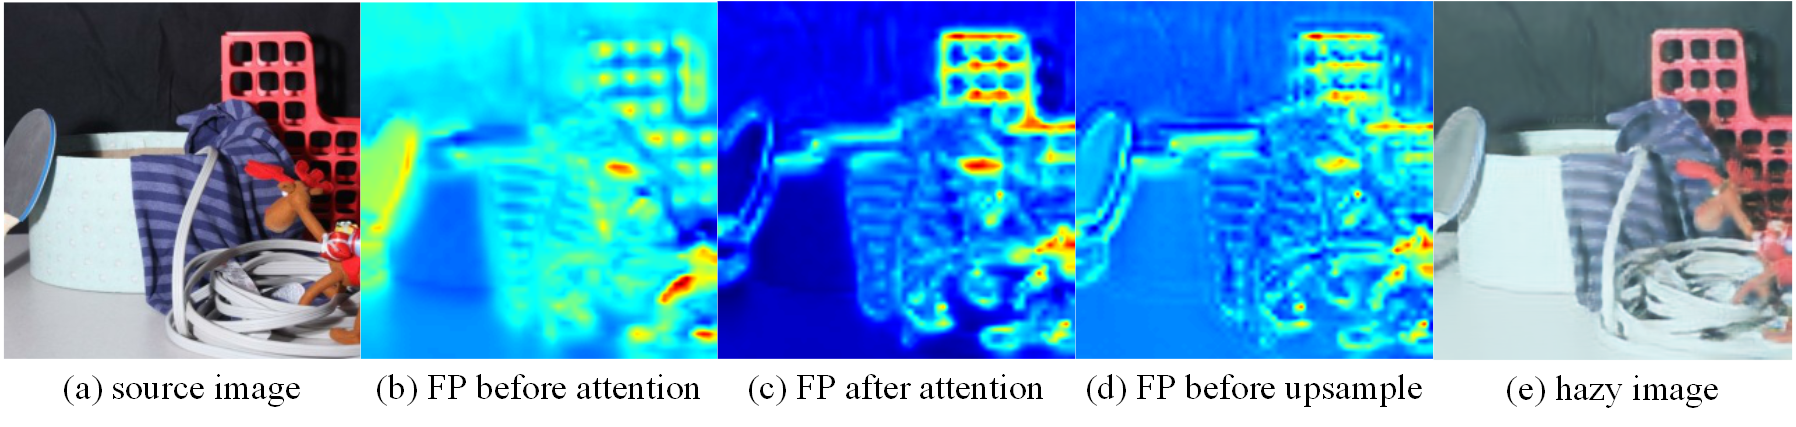 (a) source image (b) FP before attention (c) FP after attention (d) FP before upsample (e) hazy image